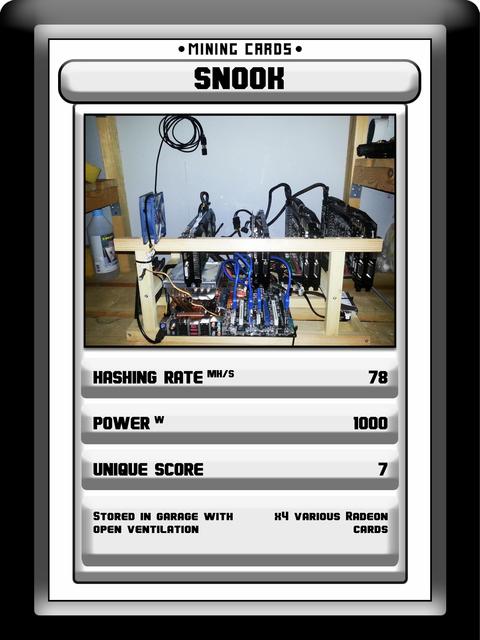 •MINING CARDS•
SNOOK
HASHING RATE MH/S 78
POWER W 1000
UNIQUE SCORE 7
STORED IN GARAGE WITH OPEN VENTILATION
X4 VARIOUS RADEON CARDS